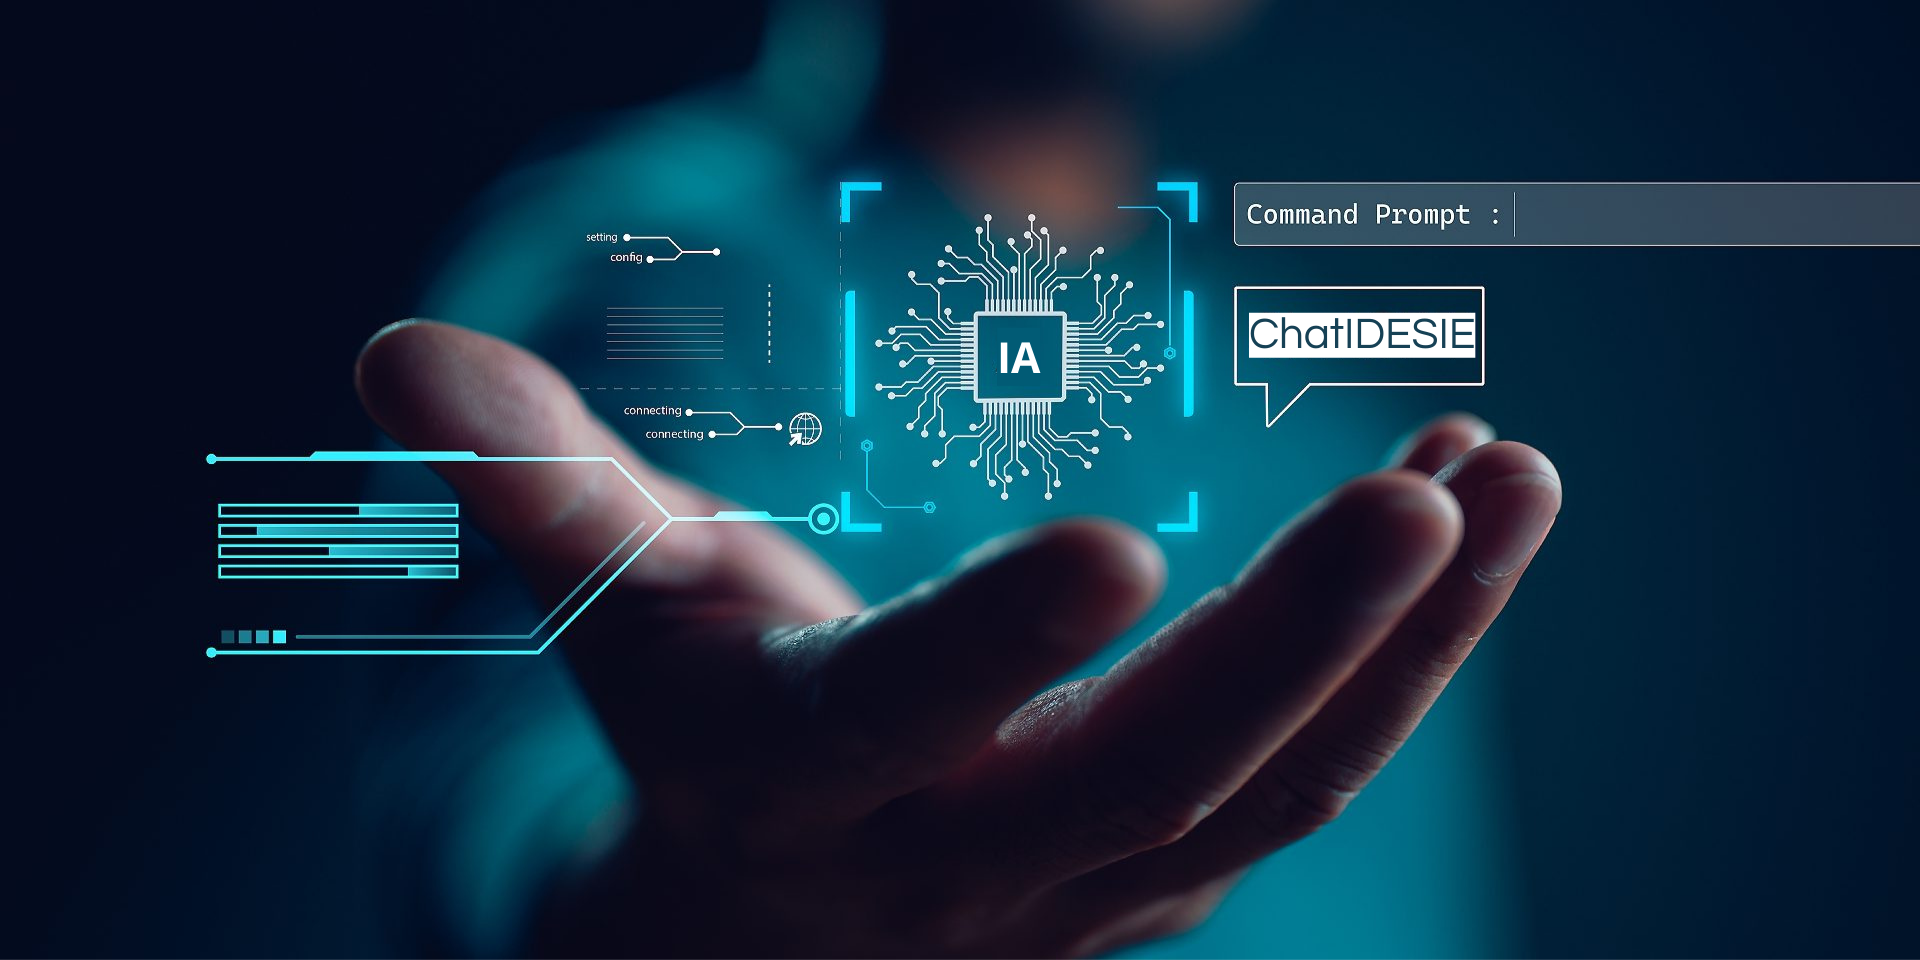 setting
config
connecting
connecting
IA
Command Prompt :
ChatIDESIE